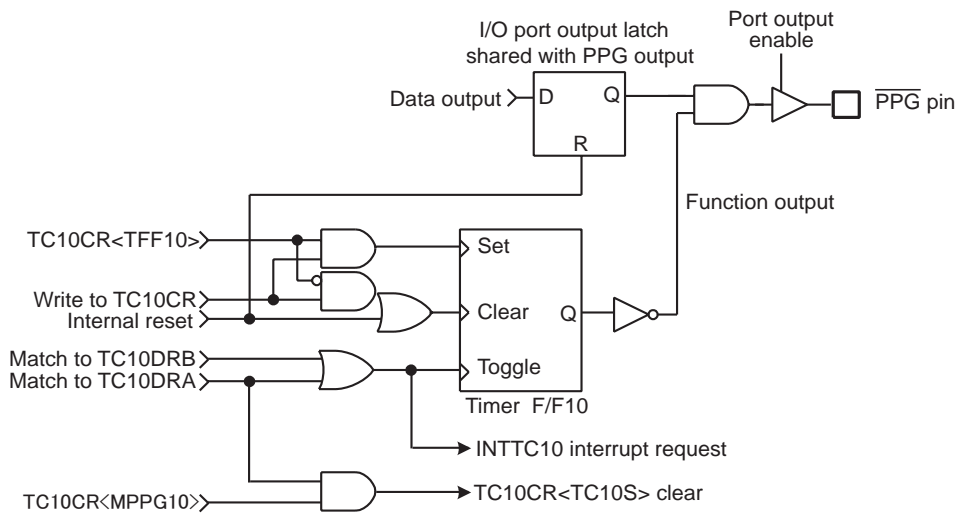 I/O port output latch
shared with PPG output
Port output
enable
Data output
D
Q
R
PPG pin
Function output
TC10CR<TFF10>
Set
Write to TC10CR
Internal reset
Clear
Q
Match to TC10DRB
Match to TC10DRA
Toggle
Timer F/F10
INTTC10 interrupt request
TC10CR<MPPG10>
TC10CR<TC10S> clear